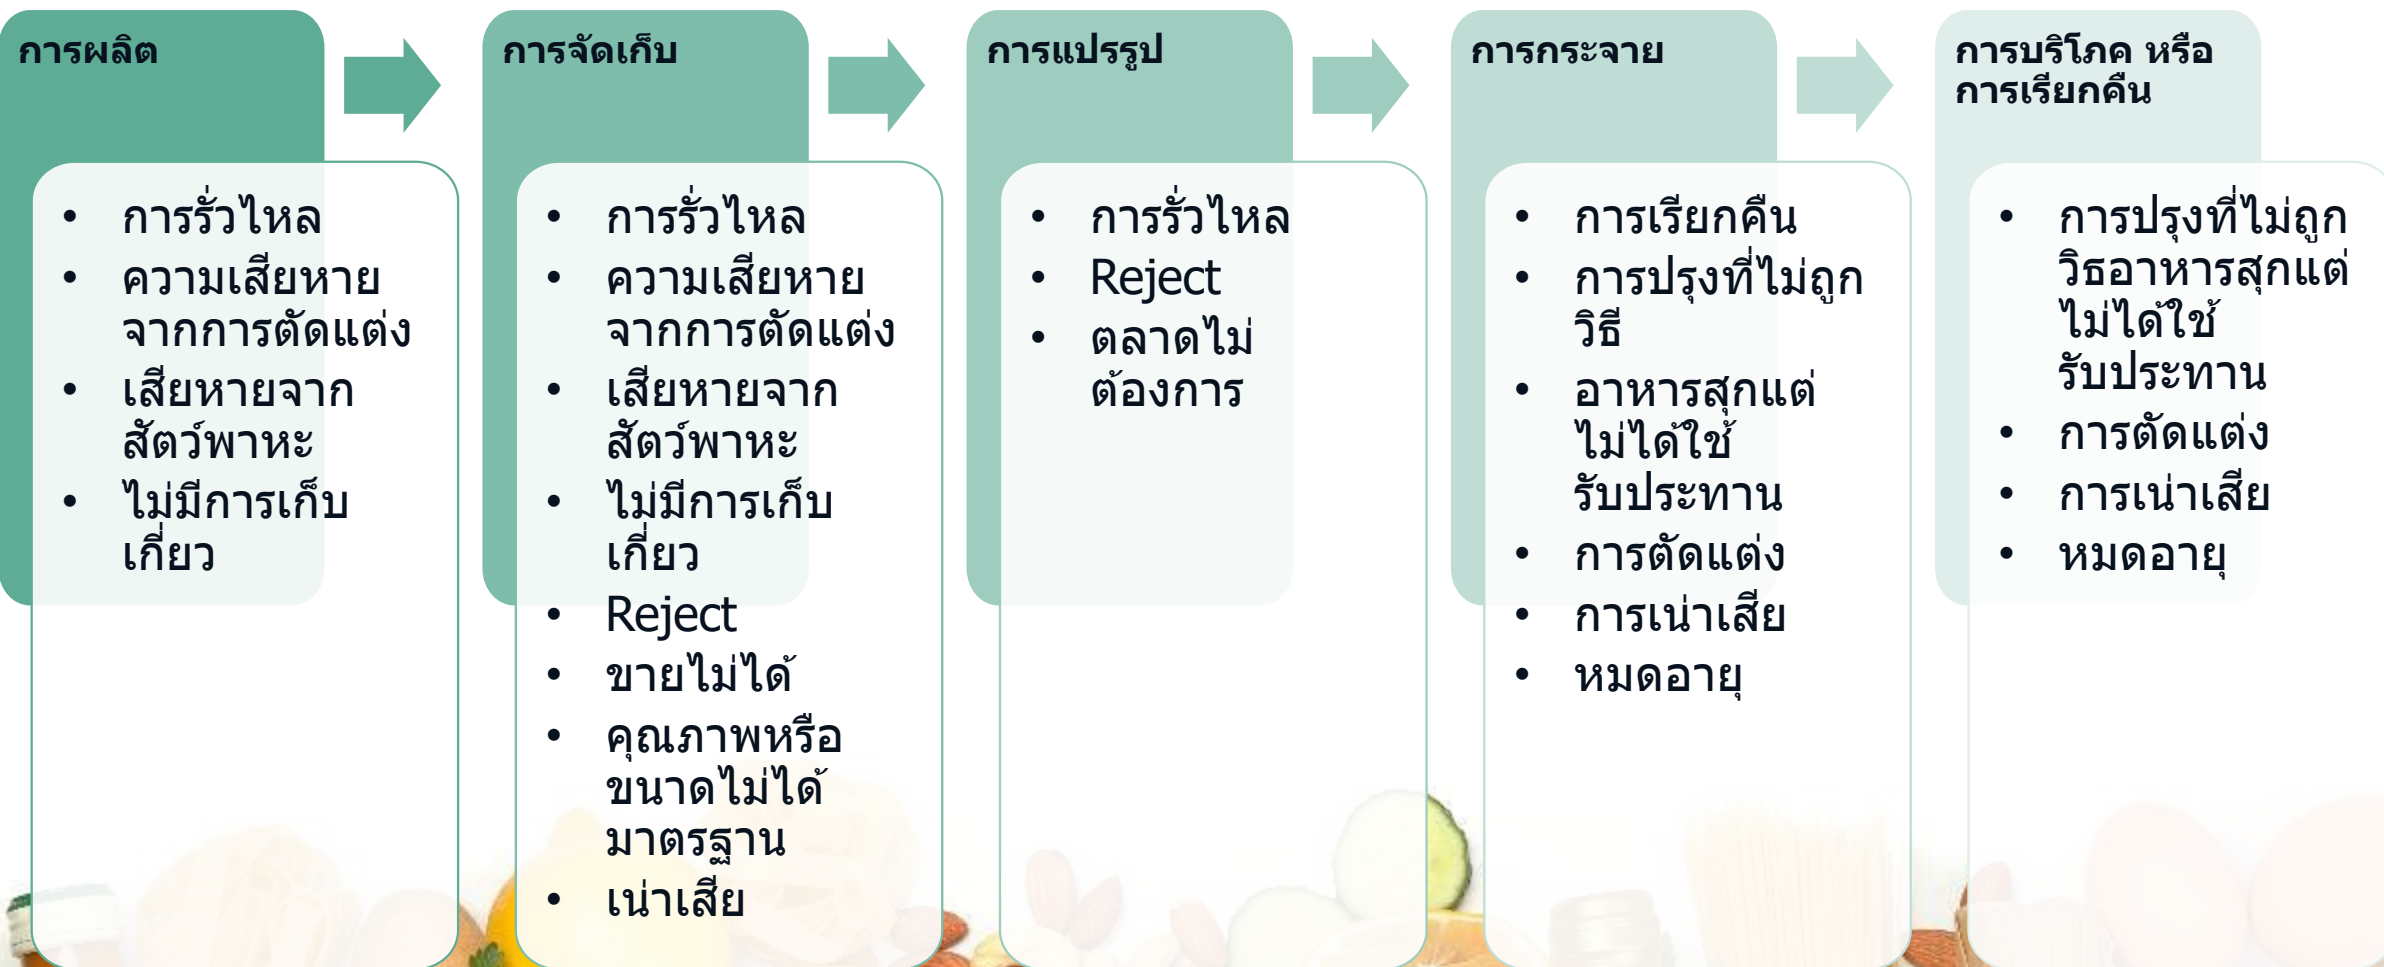 การผลิต
• การรั่วไหล
• ความเสียหาย
จากการตัดแต่ง
• เสียหายจาก
สัตว์พาหะ
• ไม่มีการเก็บ
เกี่ยว
การจัดเก็บ
• การรั่วไหล
• ความเสียหาย
จากการตัดแต่ง
• เสียหายจาก
สัตว์พาหะ
• ไม่มีการเก็บ
เกี่ยว
• Reject
• ขายไม่ได้
• คุณภาพหรือ
ขนาดไม่ได้
มาตรฐาน
• เน่าเสีย
การแปรรูป
• การรั่วไหล
• Reject
• ตลาดไม่
ต้องการ
การกระจาย
• การเรียกคืน
• การปรุงที่ไม่ถูก
วิธี
• อาหารสุกแต่
ไม่ได้ใช้
รับประทาน
• การตัดแต่ง
• การเน่าเสีย
• หมดอายุ
การบริโภค หรือ
การเรียกคืน
• การปรุงที่ไม่ถูก
วิธอาหารสุกแต่
ไม่ได้ใช้
รับประทาน
• การตัดแต่ง
• การเน่าเสีย
• หมดอายุ